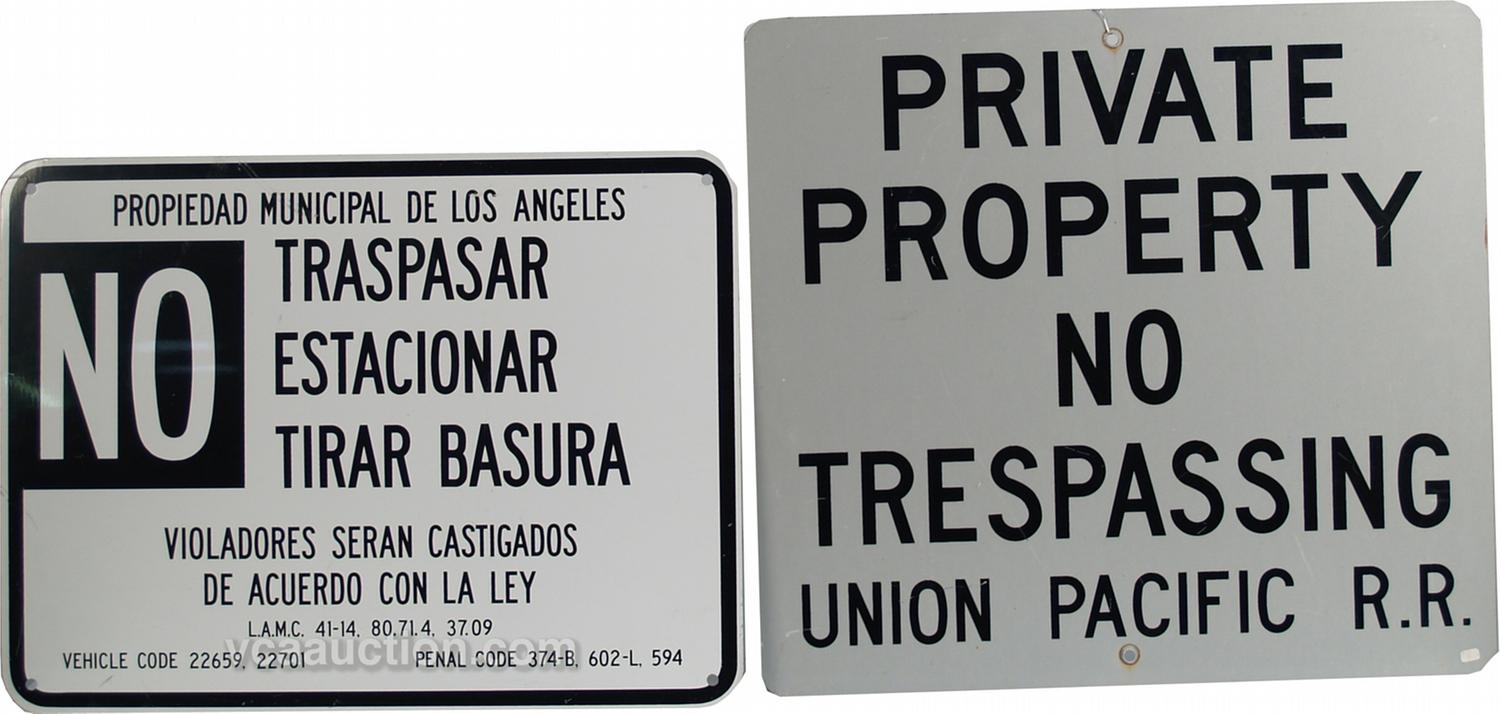 PROPIEDAD MUNICIPAL DE LOS ANGELES
NO
TRASPASAR
ESTACIONAR
TIRAR BASURA
VIOLADORES SERAN CASTIGADOS
DE ACUERDO CON LA LEY
L.A.M.C. 41-14, 80.71.4, 37.09
VEHICLE CODE 22659, 22701 PENAL CODE 374-B, 602-L, 594
vcaauction.com
PRIVATE
PROPERTY
NO
TRESPASSING
UNION PACIFIC R.R.